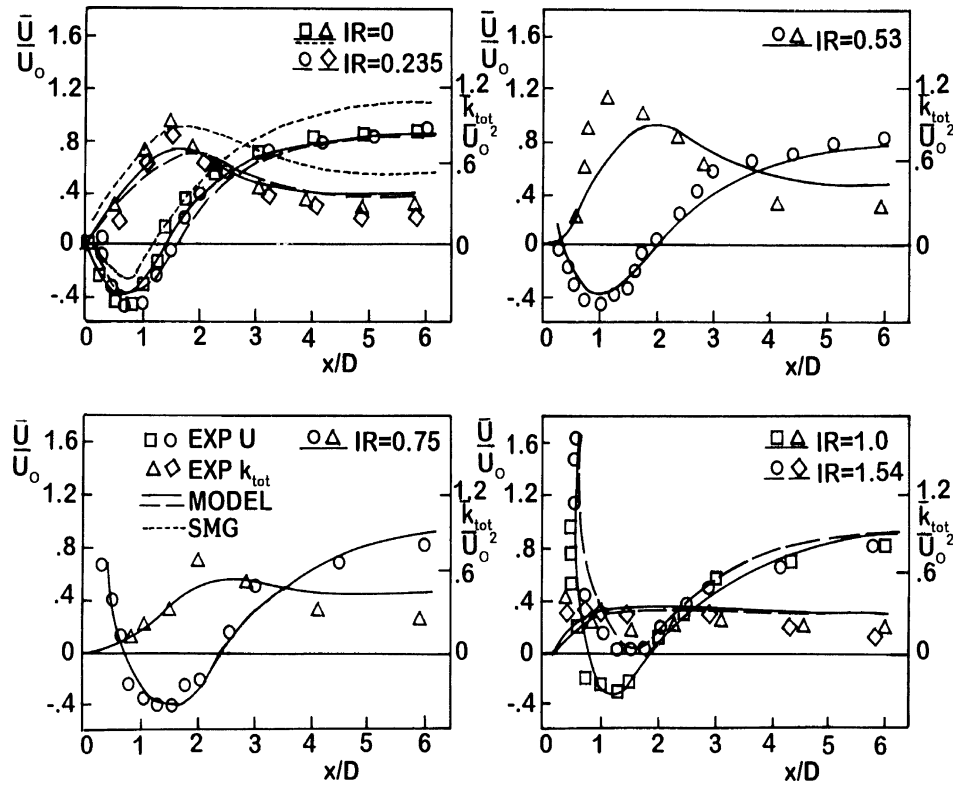 Ū/U₀ 1.6 1.2 .8 .4 0 -.4
IR=0
IR=0.235
1.2 .6 0 k̄tot/Ū₀²
0 1 2 3 4 5 6
x/D
Ū/U₀ 1.6 1.2 .8 .4 0 -.4
IR=0.53
1.2 .6 0 k̄tot/Ū₀²
0 1 2 3 4 5 6
x/D
Ū/U₀ 1.6 1.2 .8 .4 0 -.4
EXP U
EXP ktot
MODEL
SMG
IR=0.75
1.2 .6 0 k̄tot/Ū₀²
0 1 2 3 4 5 6
x/D
Ū/U₀ 1.6 1.2 .8 .4 0 -.4
IR=1.0
IR=1.54
1.2 .6 0 k̄tot/Ū₀²
0 1 2 3 4 5 6
x/D